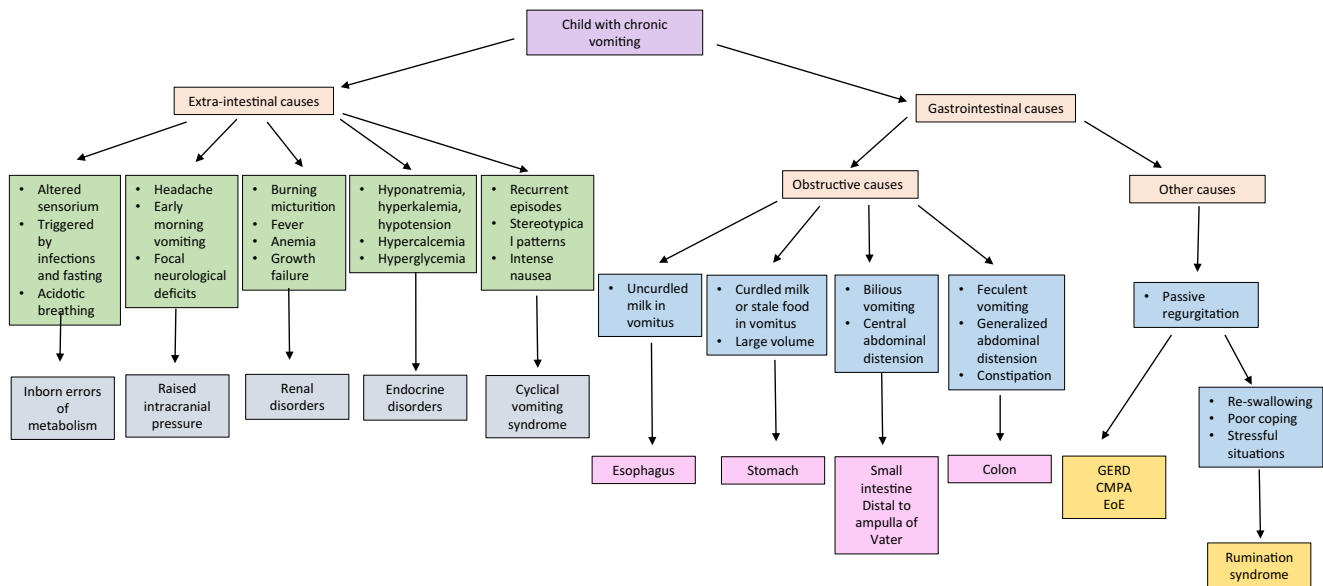 Child with chronic
vomiting
Extra-intestinal causes
Gastrointestinal causes
• Altered
sensorium
• Triggered
by
infections
and fasting
• Acidotic
breathing
• Headache
• Early
morning
vomiting
• Focal
neurological
deficits
• Burning
micturition
• Fever
• Anemia
• Growth
failure
• Hyponatremia,
hyperkalemia,
hypotension
• Hypercalcemia
• Hyperglycemia
• Recurrent
episodes
• Stereotypica
l patterns
• Intense
nausea
Obstructive causes
Other causes
• Uncurdled
milk in
vomitus
• Curdled milk
or stale food
in vomitus
• Large volume
• Bilious
vomiting
• Central
abdominal
distension
• Feculent
vomiting
• Generalized
abdominal
distension
• Constipation
• Passive
regurgitation
Inborn errors
of
metabolism
Raised
intracranial
pressure
Renal
disorders
Endocrine
disorders
Cyclical
vomiting
syndrome
• Re-swallowing
• Poor coping
• Stressful
situations
Esophagus
Stomach
Small
intestine
Distal to
ampulla of
Vater
Colon
GERD
CMPA
EoE
Rumination
syndrome